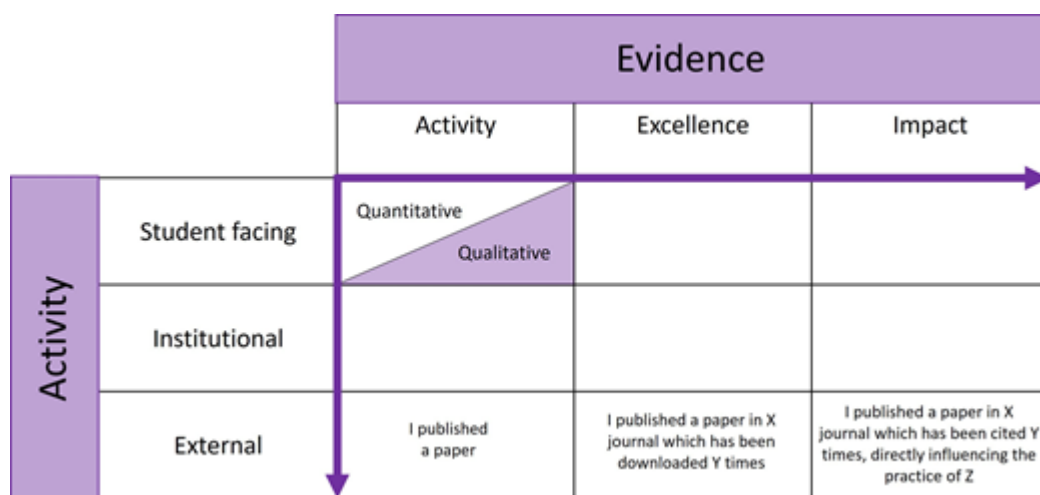 Evidence
Activity
Excellence
Impact
Activity
Student facing
Quantitative
Qualitative
Institutional
External
I published
a paper
I published a paper in X
journal which has been
downloaded Y times
I published a paper in X
journal which has been cited Y
times, directly influencing the
practice of Z